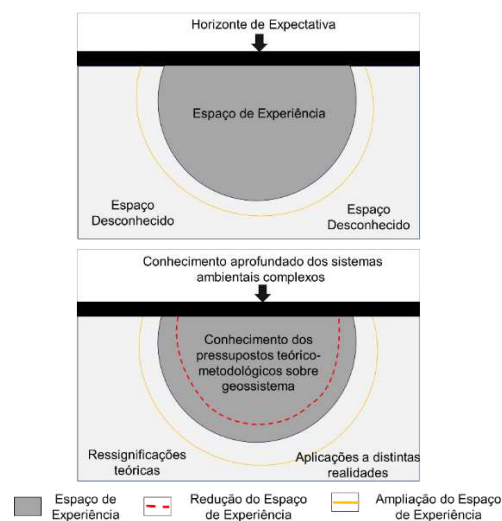 Horizonte de Expectativa
Espaço de Experiência
Espaço
Desconhecido
Espaço
Desconhecido
Conhecimento aprofundado dos sistemas
ambientais complexos
Conhecimento dos
pressupostos teórico-
metodológicos sobre
geossistema
Ressignificações
teóricas
Aplicações a distintas
realidades
Espaço de
Experiência
Redução do Espaço
de Experiência
Ampliação do Espaço
de Experiência